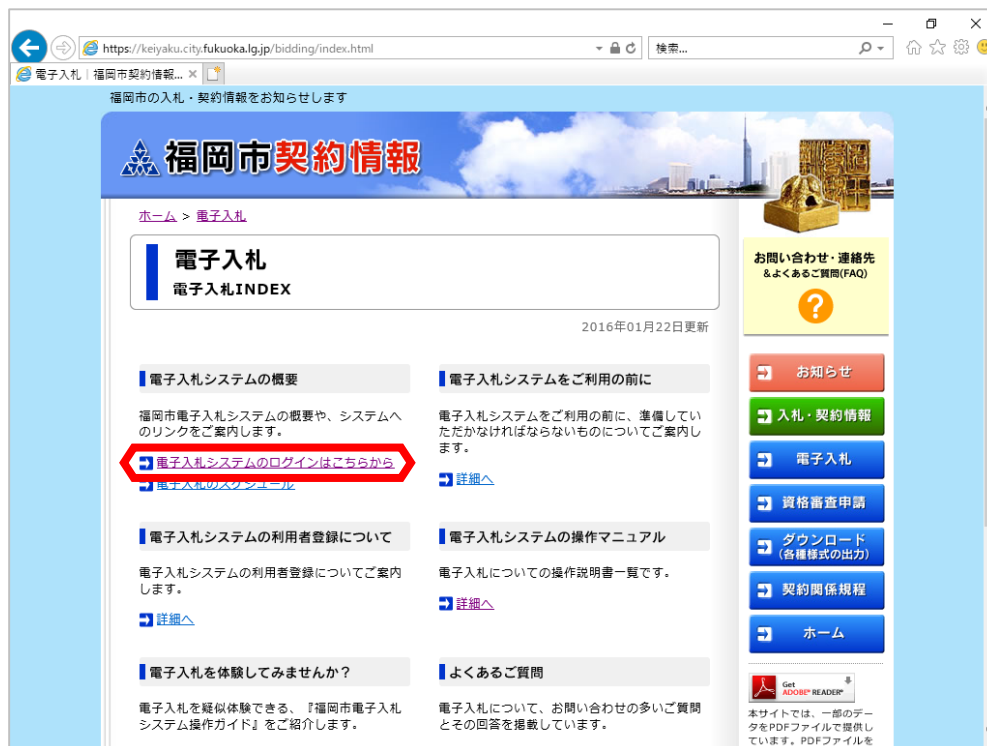 https://keiyaku.city.fukuoka.lg.jp/bidding/index.html
検索...
電子入札 | 福岡市契約情報...
福岡市の入札・契約情報をお知らせします
福岡市契約情報
ホーム > 電子入札
電子入札
電子入札INDEX
2016年01月22日更新
電子入札システムの概要
福岡市電子入札システムの概要や、システムへ
のリンクをご案内します。
電子入札システムのログインはこちらから
電子入札のスケジュール
電子入札システムをご利用の前に
電子入札システムをご利用の前に、準備してい
ただかなければならないものについてご案内し
ます。
詳細へ
電子入札システムの利用者登録について
電子入札システムの利用者登録についてご案内
します。
詳細へ
電子入札システムの操作マニュアル
電子入札についての操作説明書一覧です。
詳細へ
電子入札を体験してみませんか？
電子入札を疑似体験できる、『福岡市電子入札
システム操作ガイド』をご紹介します。
よくあるご質問
電子入札について、お問い合わせの多いご質問
とその回答を掲載しています。
お問い合わせ・連絡先
&よくあるご質問(FAQ)
?
お知らせ
入札・契約情報
電子入札
資格審査申請
ダウンロード
(各種様式の出力)
契約関係規程
ホーム
Get
ADOBE® READER®
本サイトでは、一部のデー
タをPDFファイルで提供し
ています。PDFファイルを